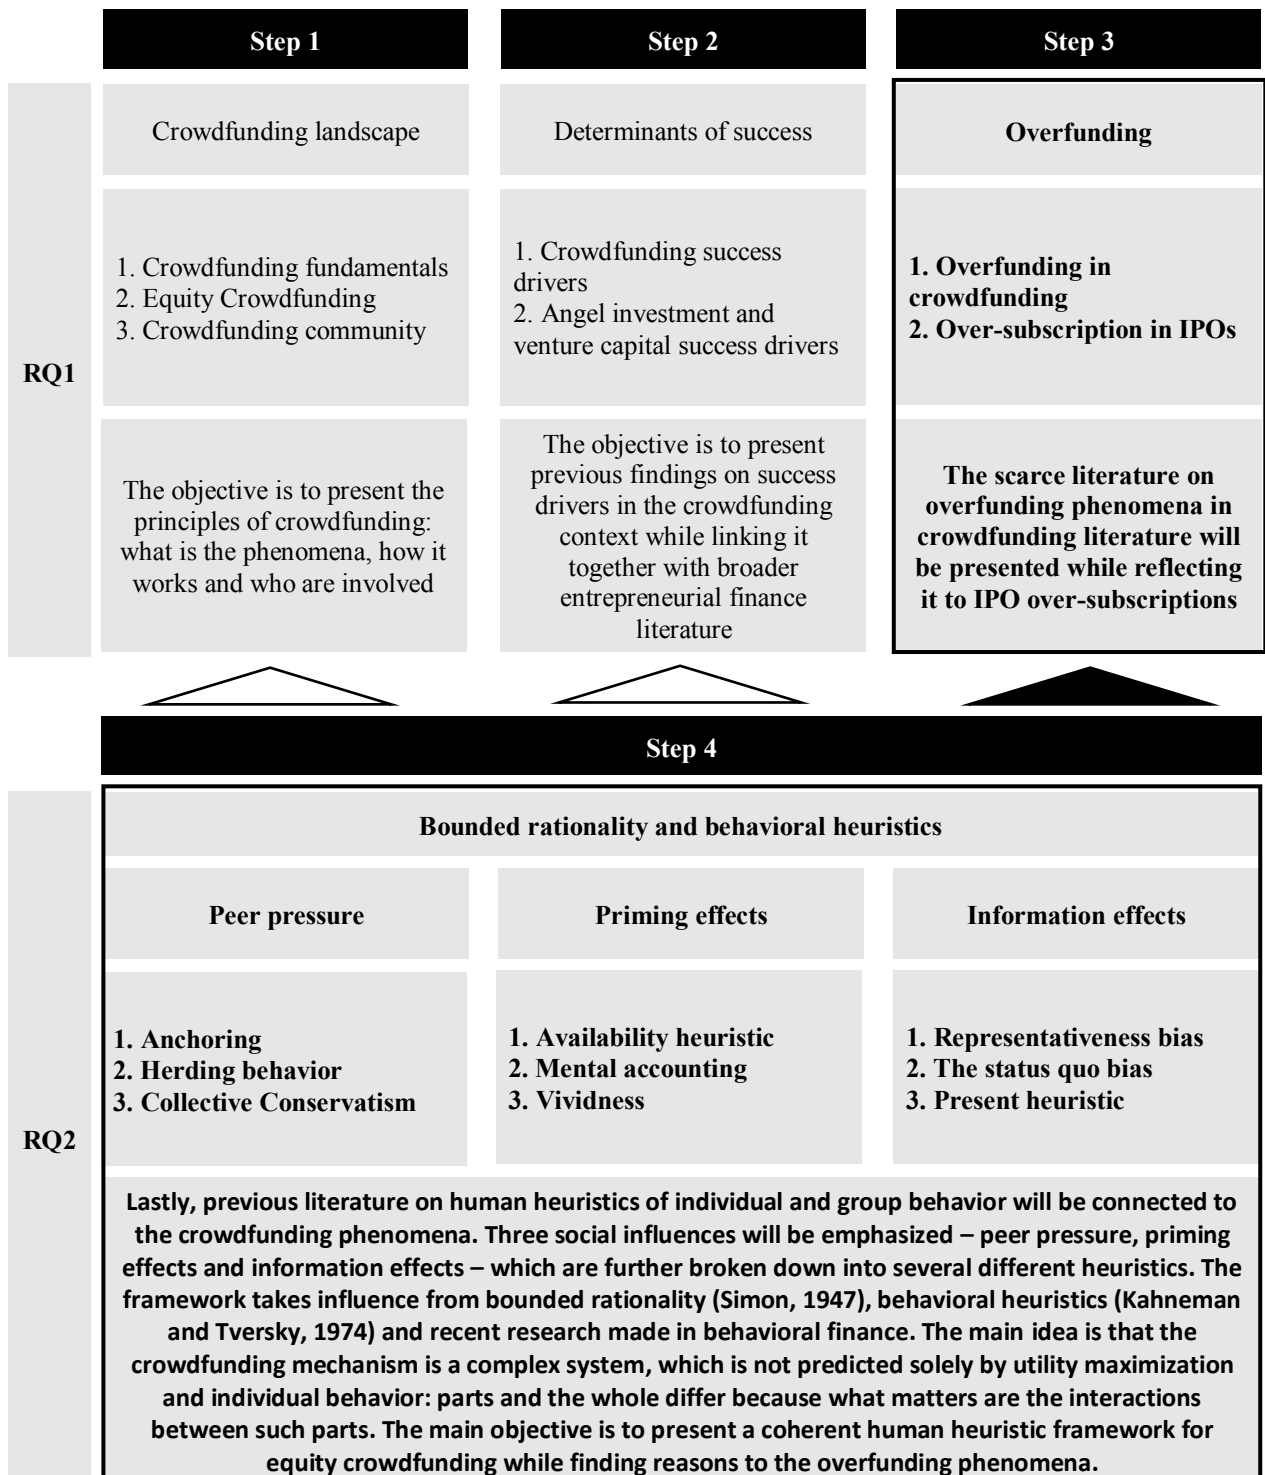 Step 1
Step 2
Step 3
RQ1
Crowdfunding landscape
Determinants of success
Overfunding
1. Crowdfunding fundamentals
2. Equity Crowdfunding
3. Crowdfunding community
1. Crowdfunding success
drivers
2. Angel investment and
venture capital success drivers
1. Overfunding in
crowdfunding
2. Over-subscription in IPOs
The objective is to present the
principles of crowdfunding:
what is the phenomena, how it
works and who are involved
The objective is to present
previous findings on success
drivers in the crowdfunding
context while linking it
together with broader
entrepreneurial finance
literature
The scarce literature on
overfunding phenomena in
crowdfunding literature will
be presented while reflecting
it to IPO over-subscriptions
Step 4
RQ2
Bounded rationality and behavioral heuristics
Peer pressure
Priming effects
Information effects
1. Anchoring
2. Herding behavior
3. Collective Conservatism
1. Availability heuristic
2. Mental accounting
3. Vividness
1. Representativeness bias
2. The status quo bias
3. Present heuristic
Lastly, previous literature on human heuristics of individual and group behavior will be connected to
the crowdfunding phenomena. Three social influences will be emphasized – peer pressure, priming
effects and information effects – which are further broken down into several different heuristics. The
framework takes influence from bounded rationality (Simon, 1947), behavioral heuristics (Kahneman
and Tversky, 1974) and recent research made in behavioral finance. The main idea is that the
crowdfunding mechanism is a complex system, which is not predicted solely by utility maximization
and individual behavior: parts and the whole differ because what matters are the interactions
between such parts. The main objective is to present a coherent human heuristic framework for
equity crowdfunding while finding reasons to the overfunding phenomena.